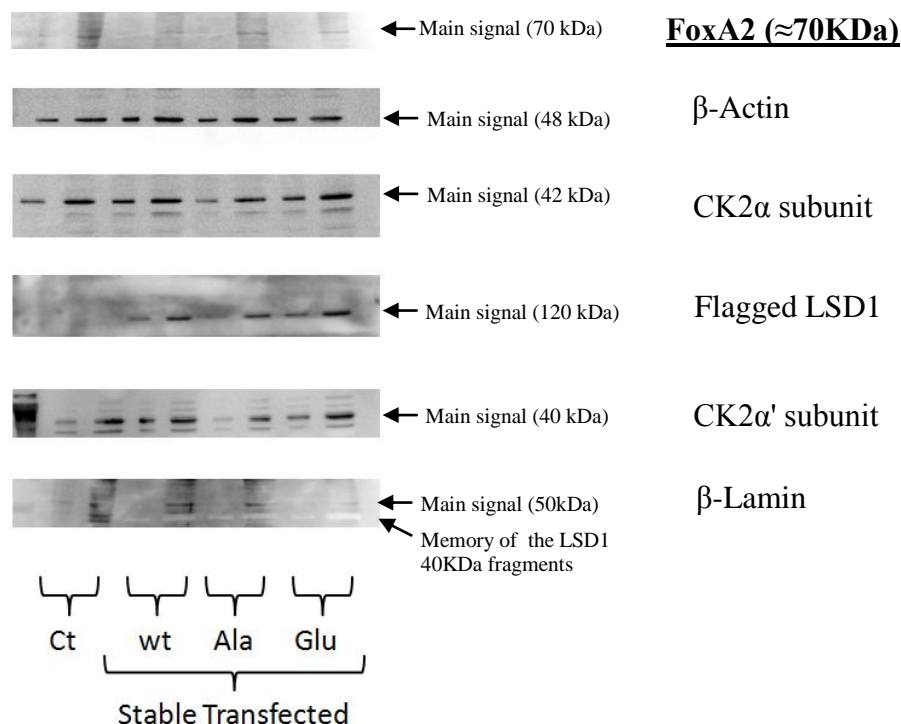 Main signal (70 kDa)
FoxA2 (≈70KDa)
Main signal (48 kDa)
β-Actin
Main signal (42 kDa)
CK2α subunit
Main signal (120 kDa)
Flagged LSD1
Main signal (40 kDa)
CK2α' subunit
Main signal (50kDa)
β-Lamin
Memory of the LSD1
40KDa fragments
Ct wt Ala Glu
Stable Transfected